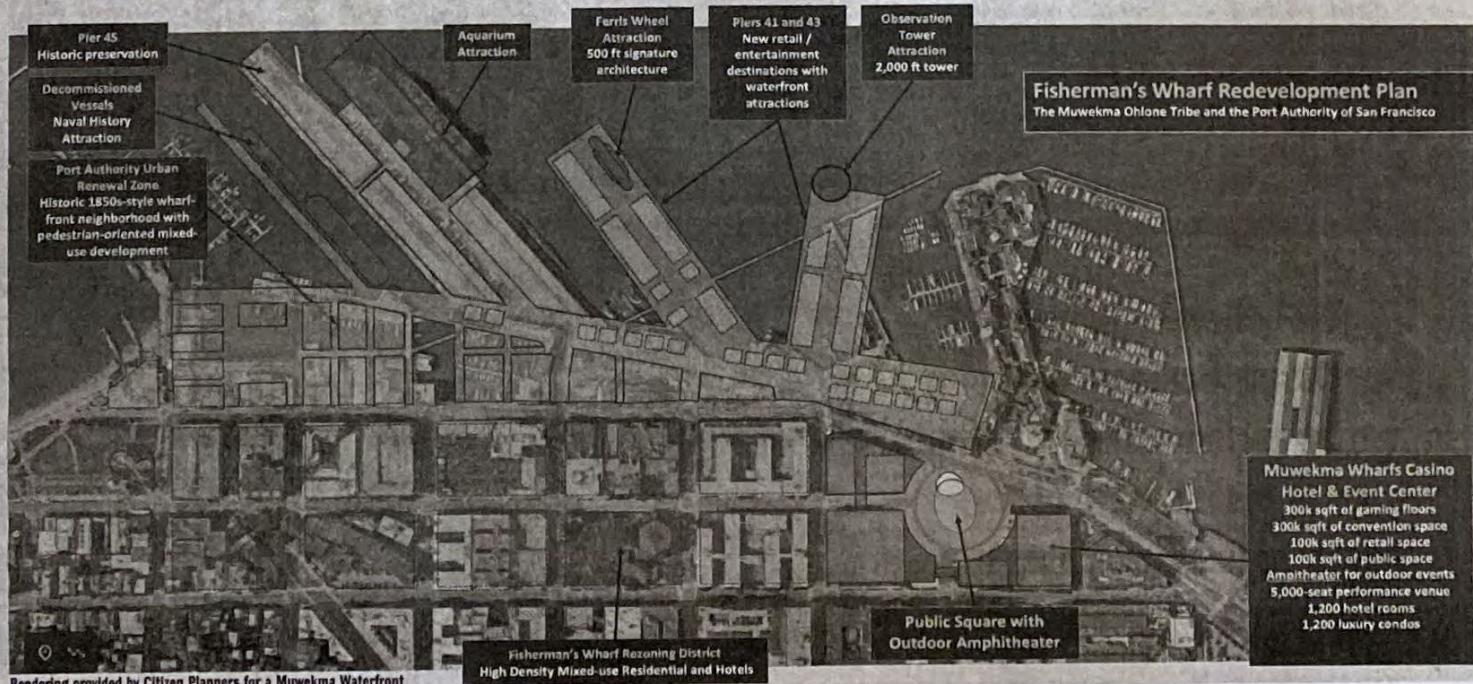 Pier 45
Historic preservation
Decommissioned
Vessels
Naval History
Attraction
Port Authority Urban
Renewal Zone
Historic 1850s-style wharf-
front neighborhood with
pedestrian-oriented mixed-
use development
Aquarium
Attraction
Ferris Wheel
Attraction
500 ft signature
architecture
Piers 41 and 43
New retail /
entertainment
destinations with
waterfront
attractions
Observation
Tower
Attraction
2,000 ft tower
Fisherman's Wharf Redevelopment Plan
The Muwekma Ohlone Tribe and the Port Authority of San Francisco
Muwekma Wharfs Casino
Hotel & Event Center
300k sqft of gaming floors
300k sqft of convention space
100k sqft of retail space
100k sqft of public space
Ampitheater for outdoor events
5,000-seat performance venue
1,200 hotel rooms
1,200 luxury condos
Public Square with
Outdoor Amphitheater
Fisherman's Wharf Rezoning District
High Density Mixed-use Residential and Hotels
Rendering provided by Citizen Planners for a Muwekma Waterfront